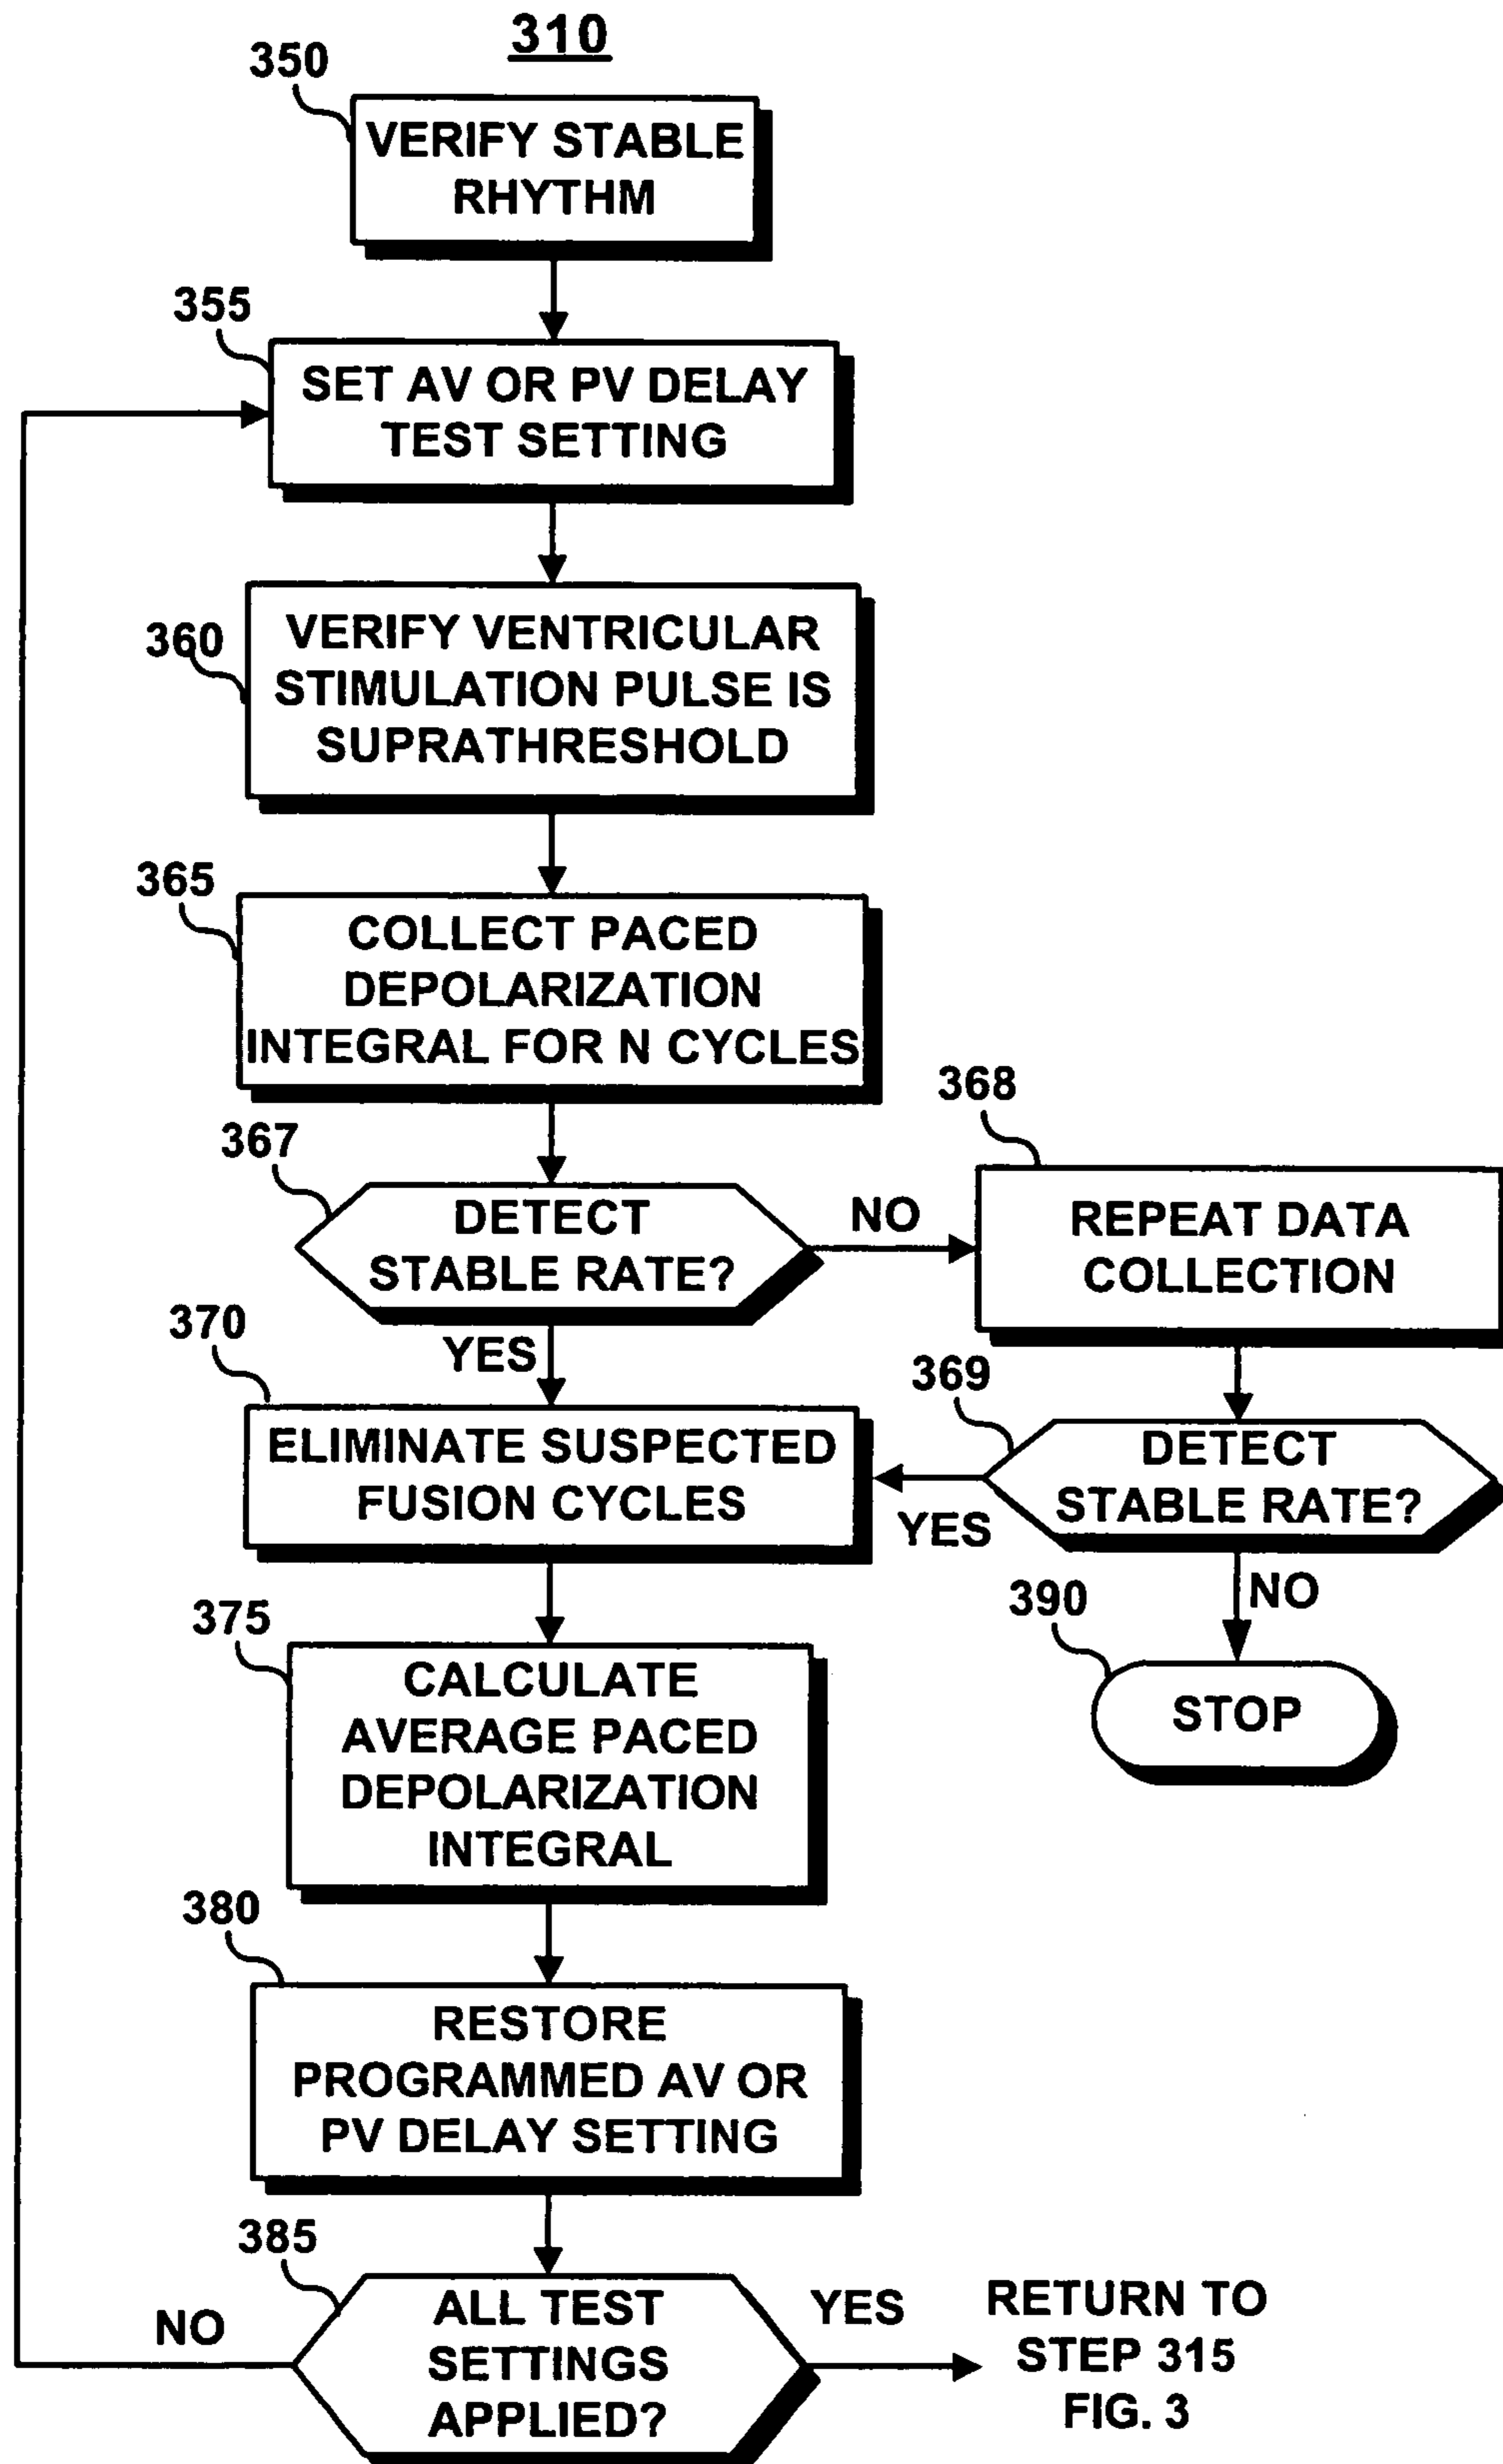 310
350
VERIFY STABLE
RHYTHM
355
SET AV OR PV DELAY
TEST SETTING
360
VERIFY VENTRICULAR
STIMULATION PULSE IS
SUPRATHRESHOLD
365
COLLECT PACED
DEPOLARIZATION
INTEGRAL FOR N CYCLES
367
DETECT
STABLE RATE?
NO
368
REPEAT DATA
COLLECTION
YES
369
DETECT
STABLE RATE?
YES
NO
390
STOP
370
ELIMINATE SUSPECTED
FUSION CYCLES
375
CALCULATE
AVERAGE PACED
DEPOLARIZATION
INTEGRAL
380
RESTORE
PROGRAMMED AV OR
PV DELAY SETTING
385
ALL TEST
SETTINGS
APPLIED?
NO
YES
RETURN TO
STEP 315
FIG. 3